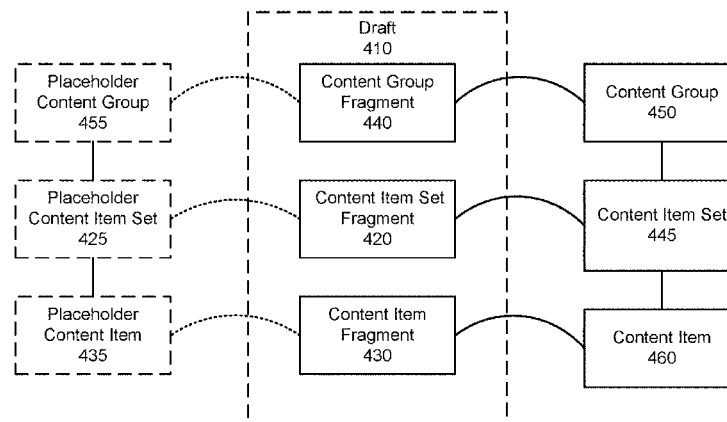 Draft
410
Placeholder
Content Group
455
Content Group
Fragment
440
Content Group
450
Placeholder
Content Item Set
425
Content Item Set
Fragment
420
Content Item Set
445
Placeholder
Content Item
435
Content Item
Fragment
430
Content Item
460